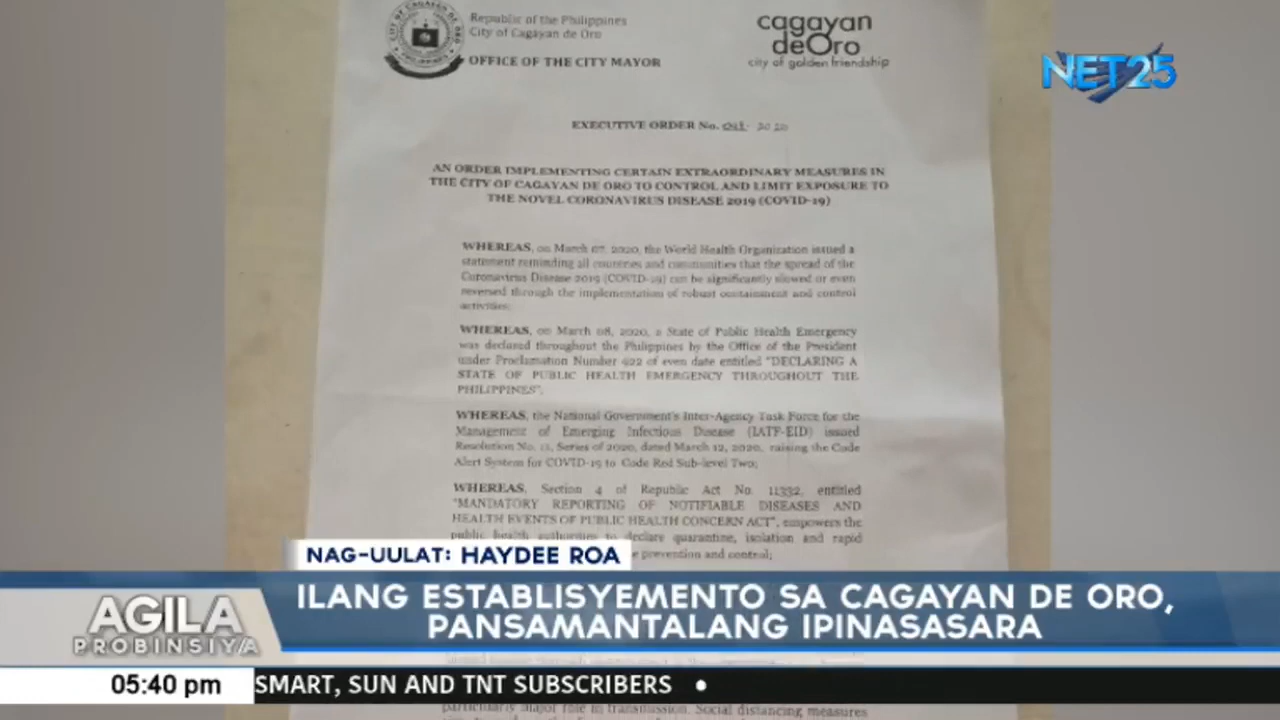 CITY OF CAGAYAN DE ORO
PHILIPPINES
Republic of the Philippines
City of Cagayan de Oro
OFFICE OF THE CITY MAYOR
cagayan
deOro
city of golden friendship
NET25
EXECUTIVE ORDER No. 2020
AN ORDER IMPLEMENTING CERTAIN EXTRAORDINARY MEASURES IN
THE CITY OF CAGAYAN DE ORO TO CONTROL AND LIMIT EXPOSURE TO
THE NOVEL CORONAVIRUS DISEASE 2019 (COVID-19)
WHEREAS, on March 07, 2020, the World Health Organization issued a
statement reminding all countries and communities that the spread of the
Coronavirus Disease 2019 (COVID-19) can be significantly slowed or even
reversed through the implementation of robust containment and control
activities;
WHEREAS, on March 08, 2020, a State of Public Health Emergency
was declared throughout the Philippines by the Office of the President
under Proclamation Number 922 of even date entitled "DECLARING A
STATE OF PUBLIC HEALTH EMERGENCY THROUGHOUT THE
PHILIPPINES".
WHEREAS, the National Government's Inter-Agency Task Force for the
Management of Emerging Infectious Disease (IATF-EID) issued
Resolution No. 11, Series of 2020, dated March 12, 2020, raising the Code
Alert System for COVID-19 to Code Red Sub-level Two;
WHEREAS, Section 4 of Republic Act No. 11332, entitled
"MANDATORY REPORTING OF NOTIFIABLE DISEASES AND
HEALTH EVENTS OF PUBLIC HEALTH CONCERN ACT", empowers the
public health authorities to declare quarantine, isolation and rapid
prevention and control;
NAG-UULAT: HAYDEE ROA
ILANG ESTABLISYEMENTO SA CAGAYAN DE ORO,
PANSAMANTALANG IPINASASARA
AGILA
PROBINSIYA
05:40 pm
SMART, SUN AND TNT SUBSCRIBERS •
particularly major role in transmission. Social distancing measures